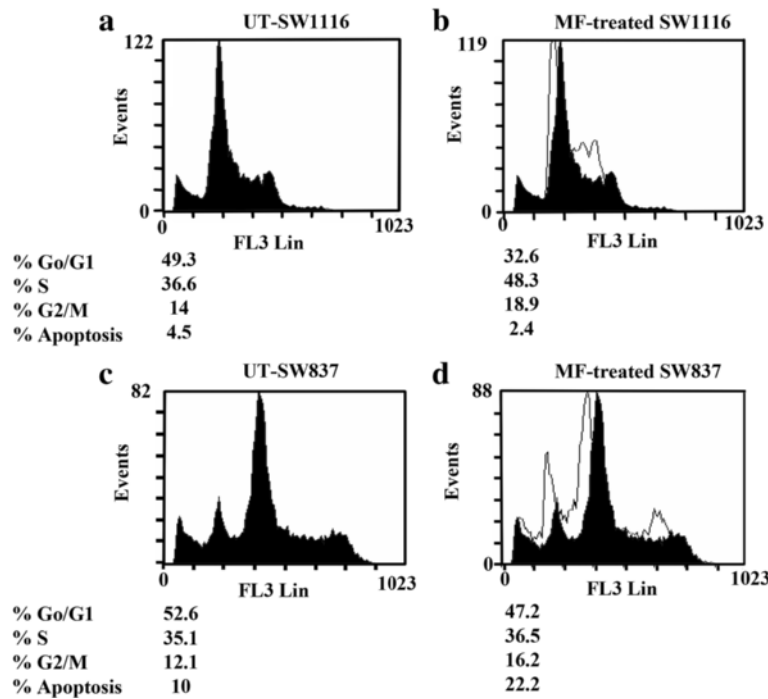 a UT-SW1116
122
Events
0
0 1023
FL3 Lin
b MF-treated SW1116
119
Events
0
0 1023
FL3 Lin
% Go/G1 49.3 32.6
% S 36.6 48.3
% G2/M 14 18.9
% Apoptosis 4.5 2.4
c UT-SW837
82
Events
0
0 1023
FL3 Lin
d MF-treated SW837
88
Events
0
0 1023
FL3 Lin
% Go/G1 52.6 47.2
% S 35.1 36.5
% G2/M 12.1 16.2
% Apoptosis 10 22.2